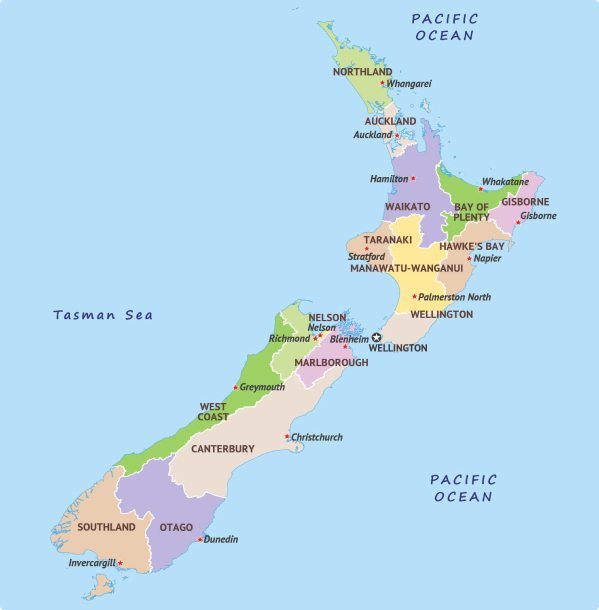 PACIFIC
OCEAN
NORTHLAND
Whangarei
AUCKLAND
Auckland
Hamilton
Whakatane
WAIKATO
BAY OF
PLENTY
GISBORNE
Gisborne
TARANAKI
Stratford
HAWKE'S BAY
Napier
MANAWATU-WANGANUI
Palmerston North
WELLINGTON
Tasman Sea
NELSON
Nelson
Richmond
Blenheim
WELLINGTON
MARLBOROUGH
Greymouth
WEST
COAST
Christchurch
CANTERBURY
PACIFIC
OCEAN
SOUTHLAND
OTAGO
Dunedin
Invercargill